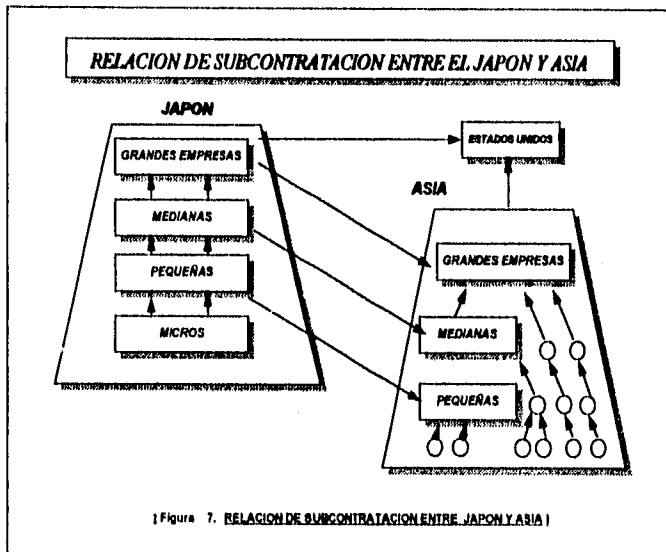 RELACION DE SUBCONTRATACION ENTRE EL JAPON Y ASIA
JAPON
GRANDES EMPRESAS
MEDIANAS
PEQUEÑAS
MICROS
ESTADOS UNIDOS
ASIA
GRANDES EMPRESAS
MEDIANAS
PEQUEÑAS
Figura 7. RELACION DE SUBCONTRATACION ENTRE JAPON Y ASIA